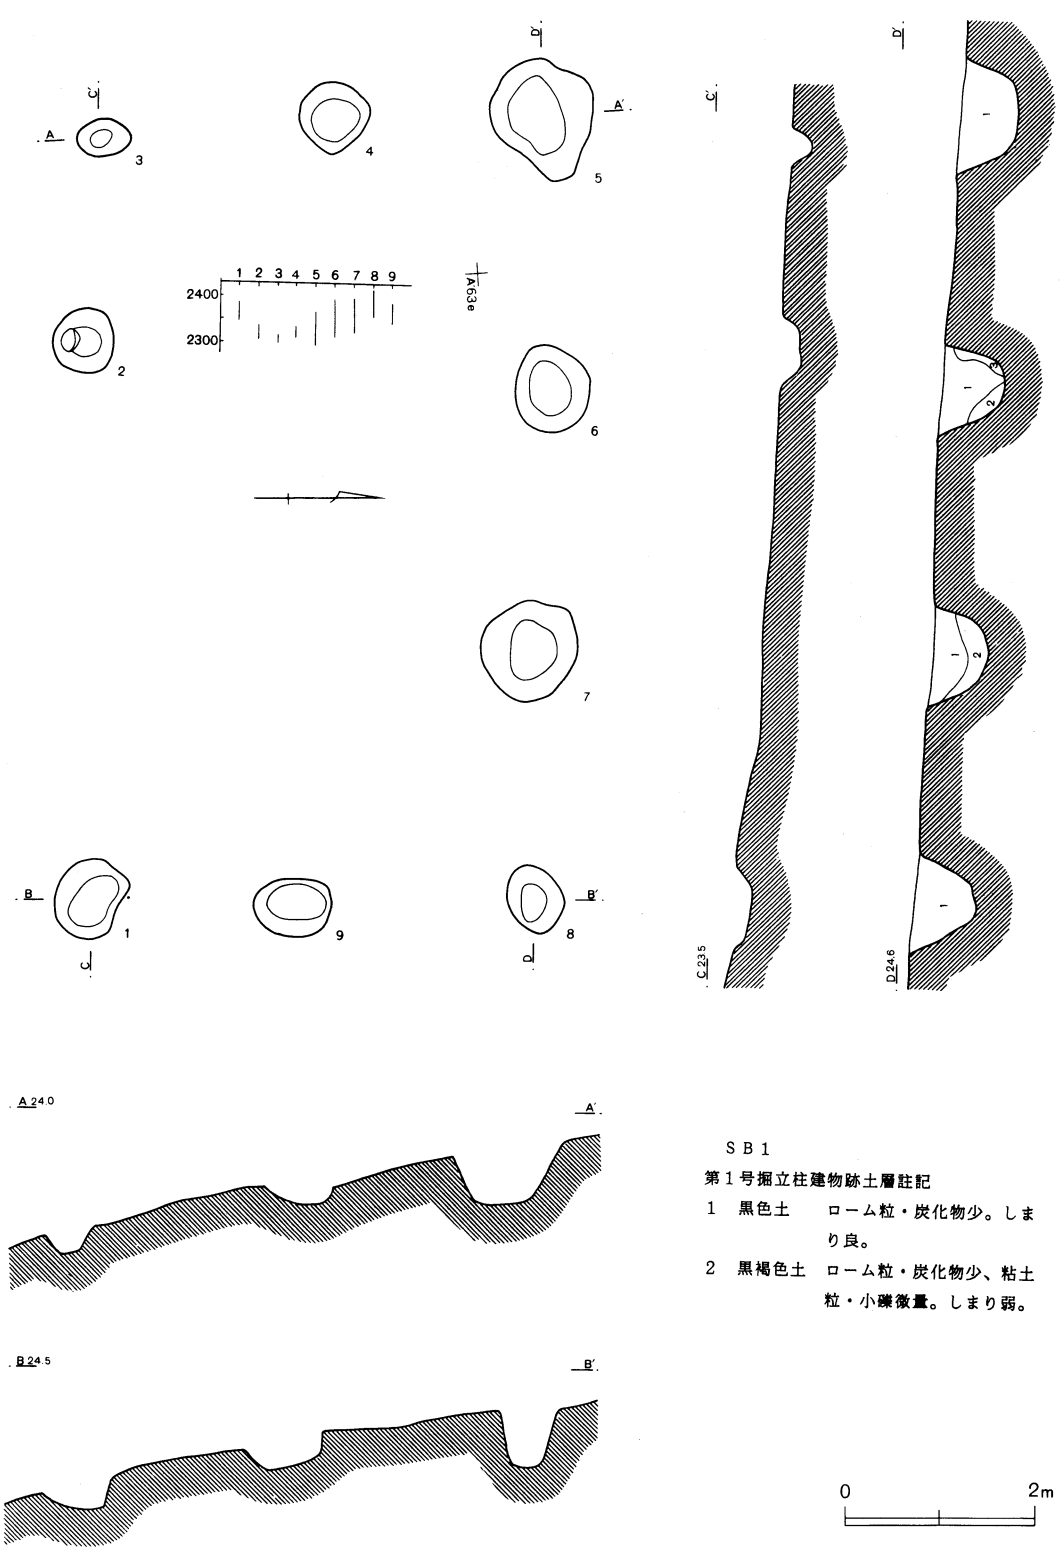 D′
D′
C′
C′
A
A′
3
4
5
1
1 2 3 4 5 6 7 8 9
2400
2300
A63e
2
6
1
2
3
7
1
2
B
B′
1
9
8
1
C
D
C 23.5
D 24.6
A 24.0
A′
SB1
第1号掘立柱建物跡土層註記
1 黒色土 ローム粒・炭化物少。しま
り良。
2 黒褐色土 ローム粒・炭化物少、粘土
粒・小礫微量。しまり弱。
B 24.5
B′
0 2m